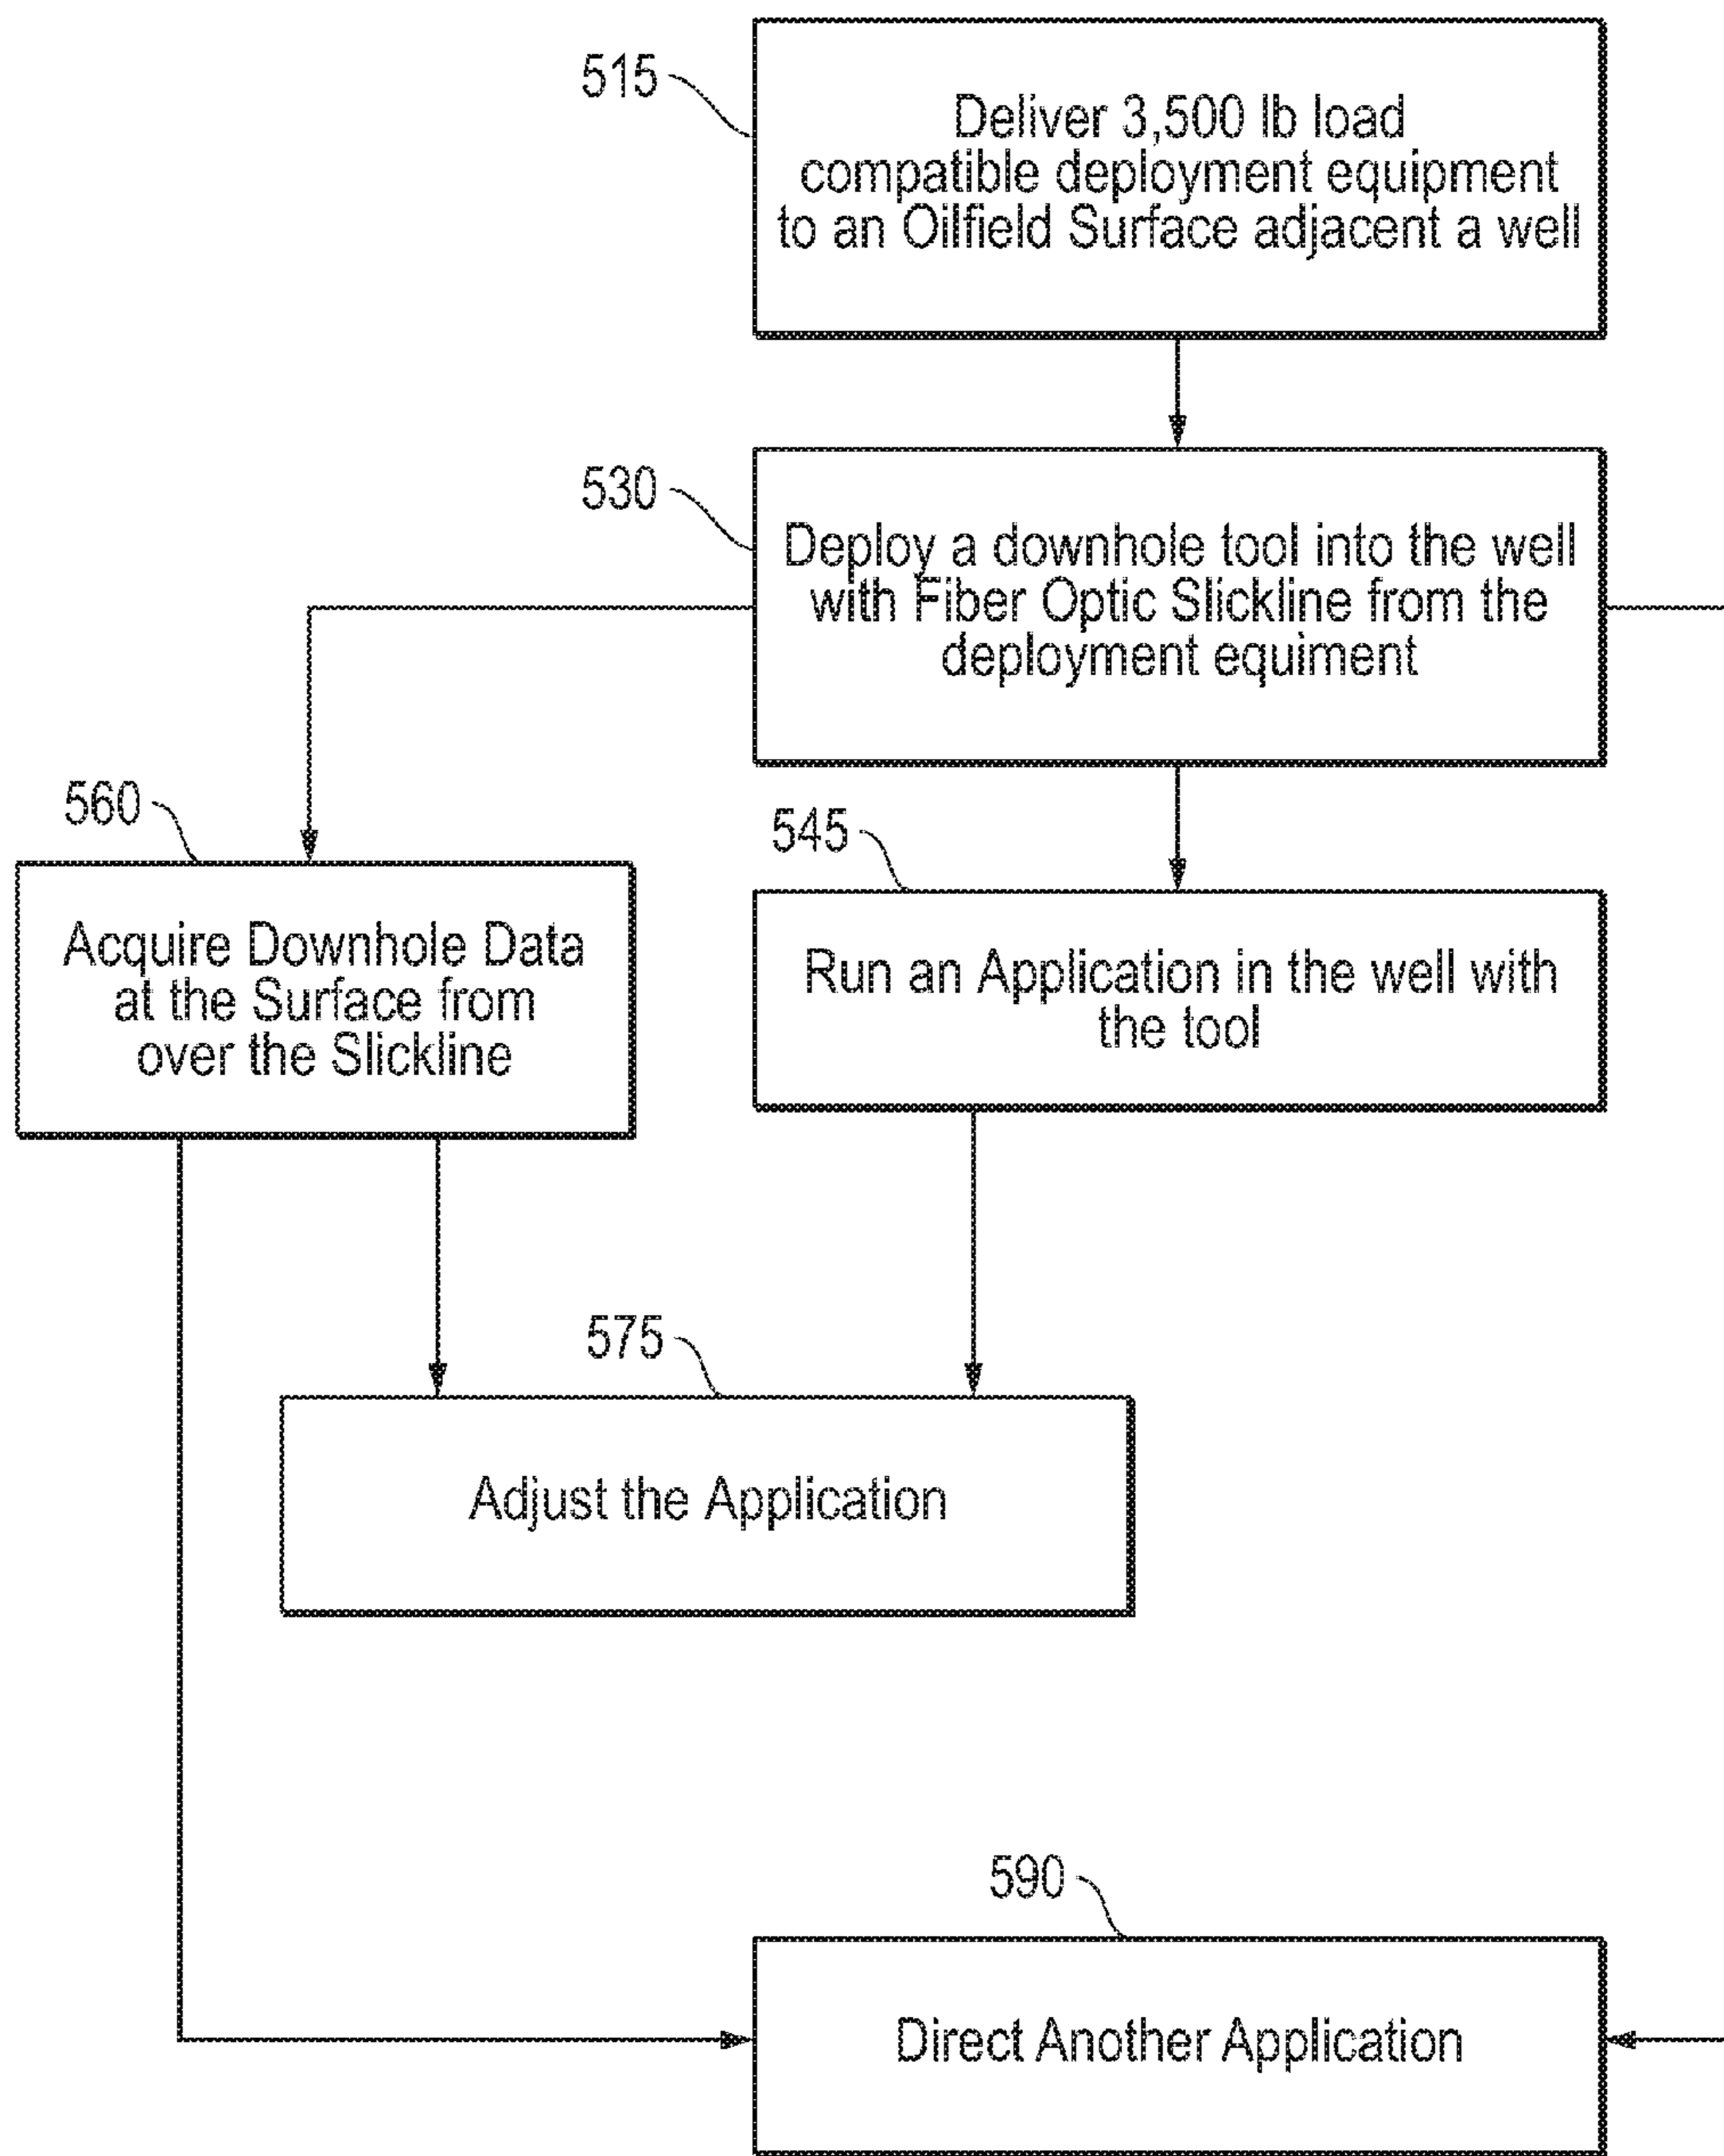 515
Deliver 3,500 lb load
compatible deployment equipment
to an Oilfield Surface adjacent a well
530
Deploy a downhole tool into the well
with Fiber Optic Slickline from the
deployment equiment
560
Acquire Downhole Data
at the Surface from
over the Slickline
545
Run an Application in the well with
the tool
575
Adjust the Application
590
Direct Another Application